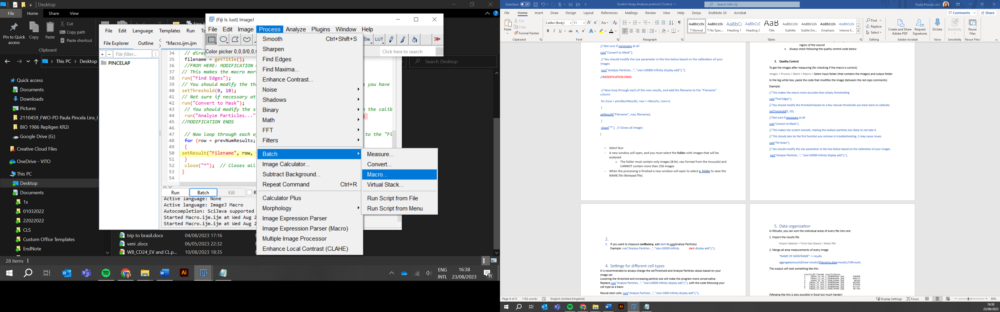 Desktop
File Home Share View
Pin to Quick access
Copy
Paste
Cut
Copy path
Paste shortcut
Clipboard
New it
This PC > Desktop
Search Desktop
Quick access
Documents
Downloads
Pictures
2110459_FWO-PD Paula Pincela Lins_I
BIO 1986 Repligen KR2i
Google Drive (G:)
Creative Cloud Files
OneDrive - VITO
This PC
Desktop
Documents
1x
01032022
22022022
CLS
Custom Office Templates
EndNote
trip to brasil.docx 04/08/2023 17:16
veni .docx 06/05/2023 22:32
WB_CD24_EV and CL.p... 10/08/2023 18:35
28 items
File Edit Language Templates Run To
File Explorer Outline
*Macro.ijm.ijm
File filter...
PINCELAP
34 // direc
35 filename = getTitle();
36 //FROM HERE: MODIFICATION
37 // This makes the macro mor
38 run("Find Edges");
39 // You should modify the th s you have
40 setThreshold(0, 10);
41 // Not sure if necessary at
42 run("Convert to Mask");
43 // You should modify the s n the calib
44 run("Analyze Particles..." ;
45 //MODIFICATION ENDS
46
47 // Now loop through each o to the "Fi
48 for (row = prevNumResults;
49 {
50 setResult("Filename", row,
51 }
52 close("*"); // Closes all
53 }
54
Run Batch Kill R
Active language: None
Active language: ImageJ Macro
Autocompletion: SciJava supported
Started Macro.ijm.ijm at Wed Aug 2
Started Macro.ijm.ijm at Wed Aug 2
(Fiji Is Just) ImageJ
File Edit Image Process Analyze Plugins Window Help
Stk LUT
Color picker 0,0,0/0,0,
Click here to search
Smooth Ctrl+Shift+S
Sharpen
Find Edges
Find Maxima...
Enhance Contrast...
Noise
Shadows
Binary
Math
FFT
Filters
Batch
Image Calculator...
Subtract Background...
Repeat Command Ctrl+R
Calculator Plus
Morphology
Image Expression Parser
Image Expression Parser (Macro)
Multiple Image Processor
Enhance Local Contrast (CLAHE)
Measure...
Convert...
Macro...
Virtual Stack...
Run Script from File
Run Script from Menu
ENG
INTL
16:38
23/08/2023
11
AutoSave Off
Scratch Assay Analysis protocol (1).docx
Search (Alt+Q)
Paula Pincela Lins
File Home Insert Draw Design Layout References Mailings Review View Help Zenya EndNote 20 Acrobat
Comments Share
Paste
Cut
Copy
Format Painter
Clipboard
Calibri (Body) 11
Font
Paragraph
AaBbCcDc AaBbCcDc AaBbCc AaBbCcC AaB AaBbCcDc AaBbCcDc AaBbCcDc AaBbCcDc
¶ Normal ¶ No Spac... Heading 1 Heading 2 Title Subtitle Subtle Em... Emphasis Intense E...
Styles
Find
Replace
Select
Editing
Create and Share Adobe PDF
Request Signatures
Adobe Acrobat
Dictate
Voice
Sensitivity
Sensitivity
Reuse Files
Reuse Files
// Not sure if necessary at all
run("Convert to Mask");
// You should modify the size parameter in the line below based on the calibration of your
images
run("Analyze Particles...", "size=10000-Infinity display add");");
//MODIFICATION ENDS
// Now loop through each of the new results, and add the filename to the "Filename"
column
for (row = prevNumResults; row < nResults; row++)
{
setResult("Filename", row, filename);
}
close("*"); // Closes all images
}
– Select Run
– A new window will open, and you must select the folder with images that will be
analyzed
o The folder must contain only images (8-bit, raw format from the Incucyte) and
CANNOT contain more than 256 images
– When the processing is finished a new window will open to select a folder to save the
NAME.file (Notepad file).
region of the wound
o Always check following the quality control code below
3. Quality Control
To get the images after measuring (for checking if the macro is correct):
ImageJ > Process > Batch > Macro > Select input folder (that contains the images) and output folder
In the big white box, paste the code that modifies the image (between the red caps comments)
Example:
// This makes the macro more accurate than simply thresholding
run("Find Edges");
// You should modify the threshold based on a few manual thresholds you have done to calibrate
setThreshold(0, 10);
// Not sure if necessary at all
run("Convert to Mask");
// This makes the scratch smooth, making the analyze particles less likely to not take it
// This should also be the first function you remove in troubleshooting, it may cause issues
run("Fill Holes");
// You should modify the size parameter in the line below based on the calibration of your images
run("Analyze Particles...", "size=10000-Infinity display add");");
2.
3. If you want to measure confluency, add dark to run(Analyze Particles)
Example: run("Analyze Particles...", "size=10000-Infinity dark display add");");
4. Settings for different cell types
It is recommended to always change the setThreshold and Analyze Particles values based on your
image set.
Lowering the threshold and increasing particle size will make the program more conservative.
Replace run("Analyze Particles...", "size=10000-Infinity display add");"); with the code following your
cell type as a basis:
Neural stem cells: run("Analyze Particles...", "size=1000-Infinity display add");");
5. Data organization
In RStudio, you can sum the individual areas of every file into one:
1. Import the results file
Import dataset > From text (base) > Select file
2. Merge all area measurements of every image
"NAME OF DATAFRAME" -> results
aggregate(results$Area~results$Filename,data=results,FUN=sum)
The output will look something like this:
results$Filename results$Area
1 20kDa_II_A1_1_00d00h00m.jpg 506998
2 20kDa_II_A1_1_00d04h00m.jpg 400213
3 20kDa_II_A1_1_00d12h00m.jpg 96164
4 20kDa_II_A10_1_00d00h00m.jpg 481085
5 20kDa_II_A10_1_00d04h00m.jpg 455836
6 20kDa_II_A10_1_00d08h00m.jpg 437507
7 20kDa_II_A10_1_00d12h00m.jpg 387294
(Merging like this is also possible in Excel but much harder)
Page 6 of 9 1182 words English (United Kingdom)
Display Settings Focus 80%
16:38
23/08/2023